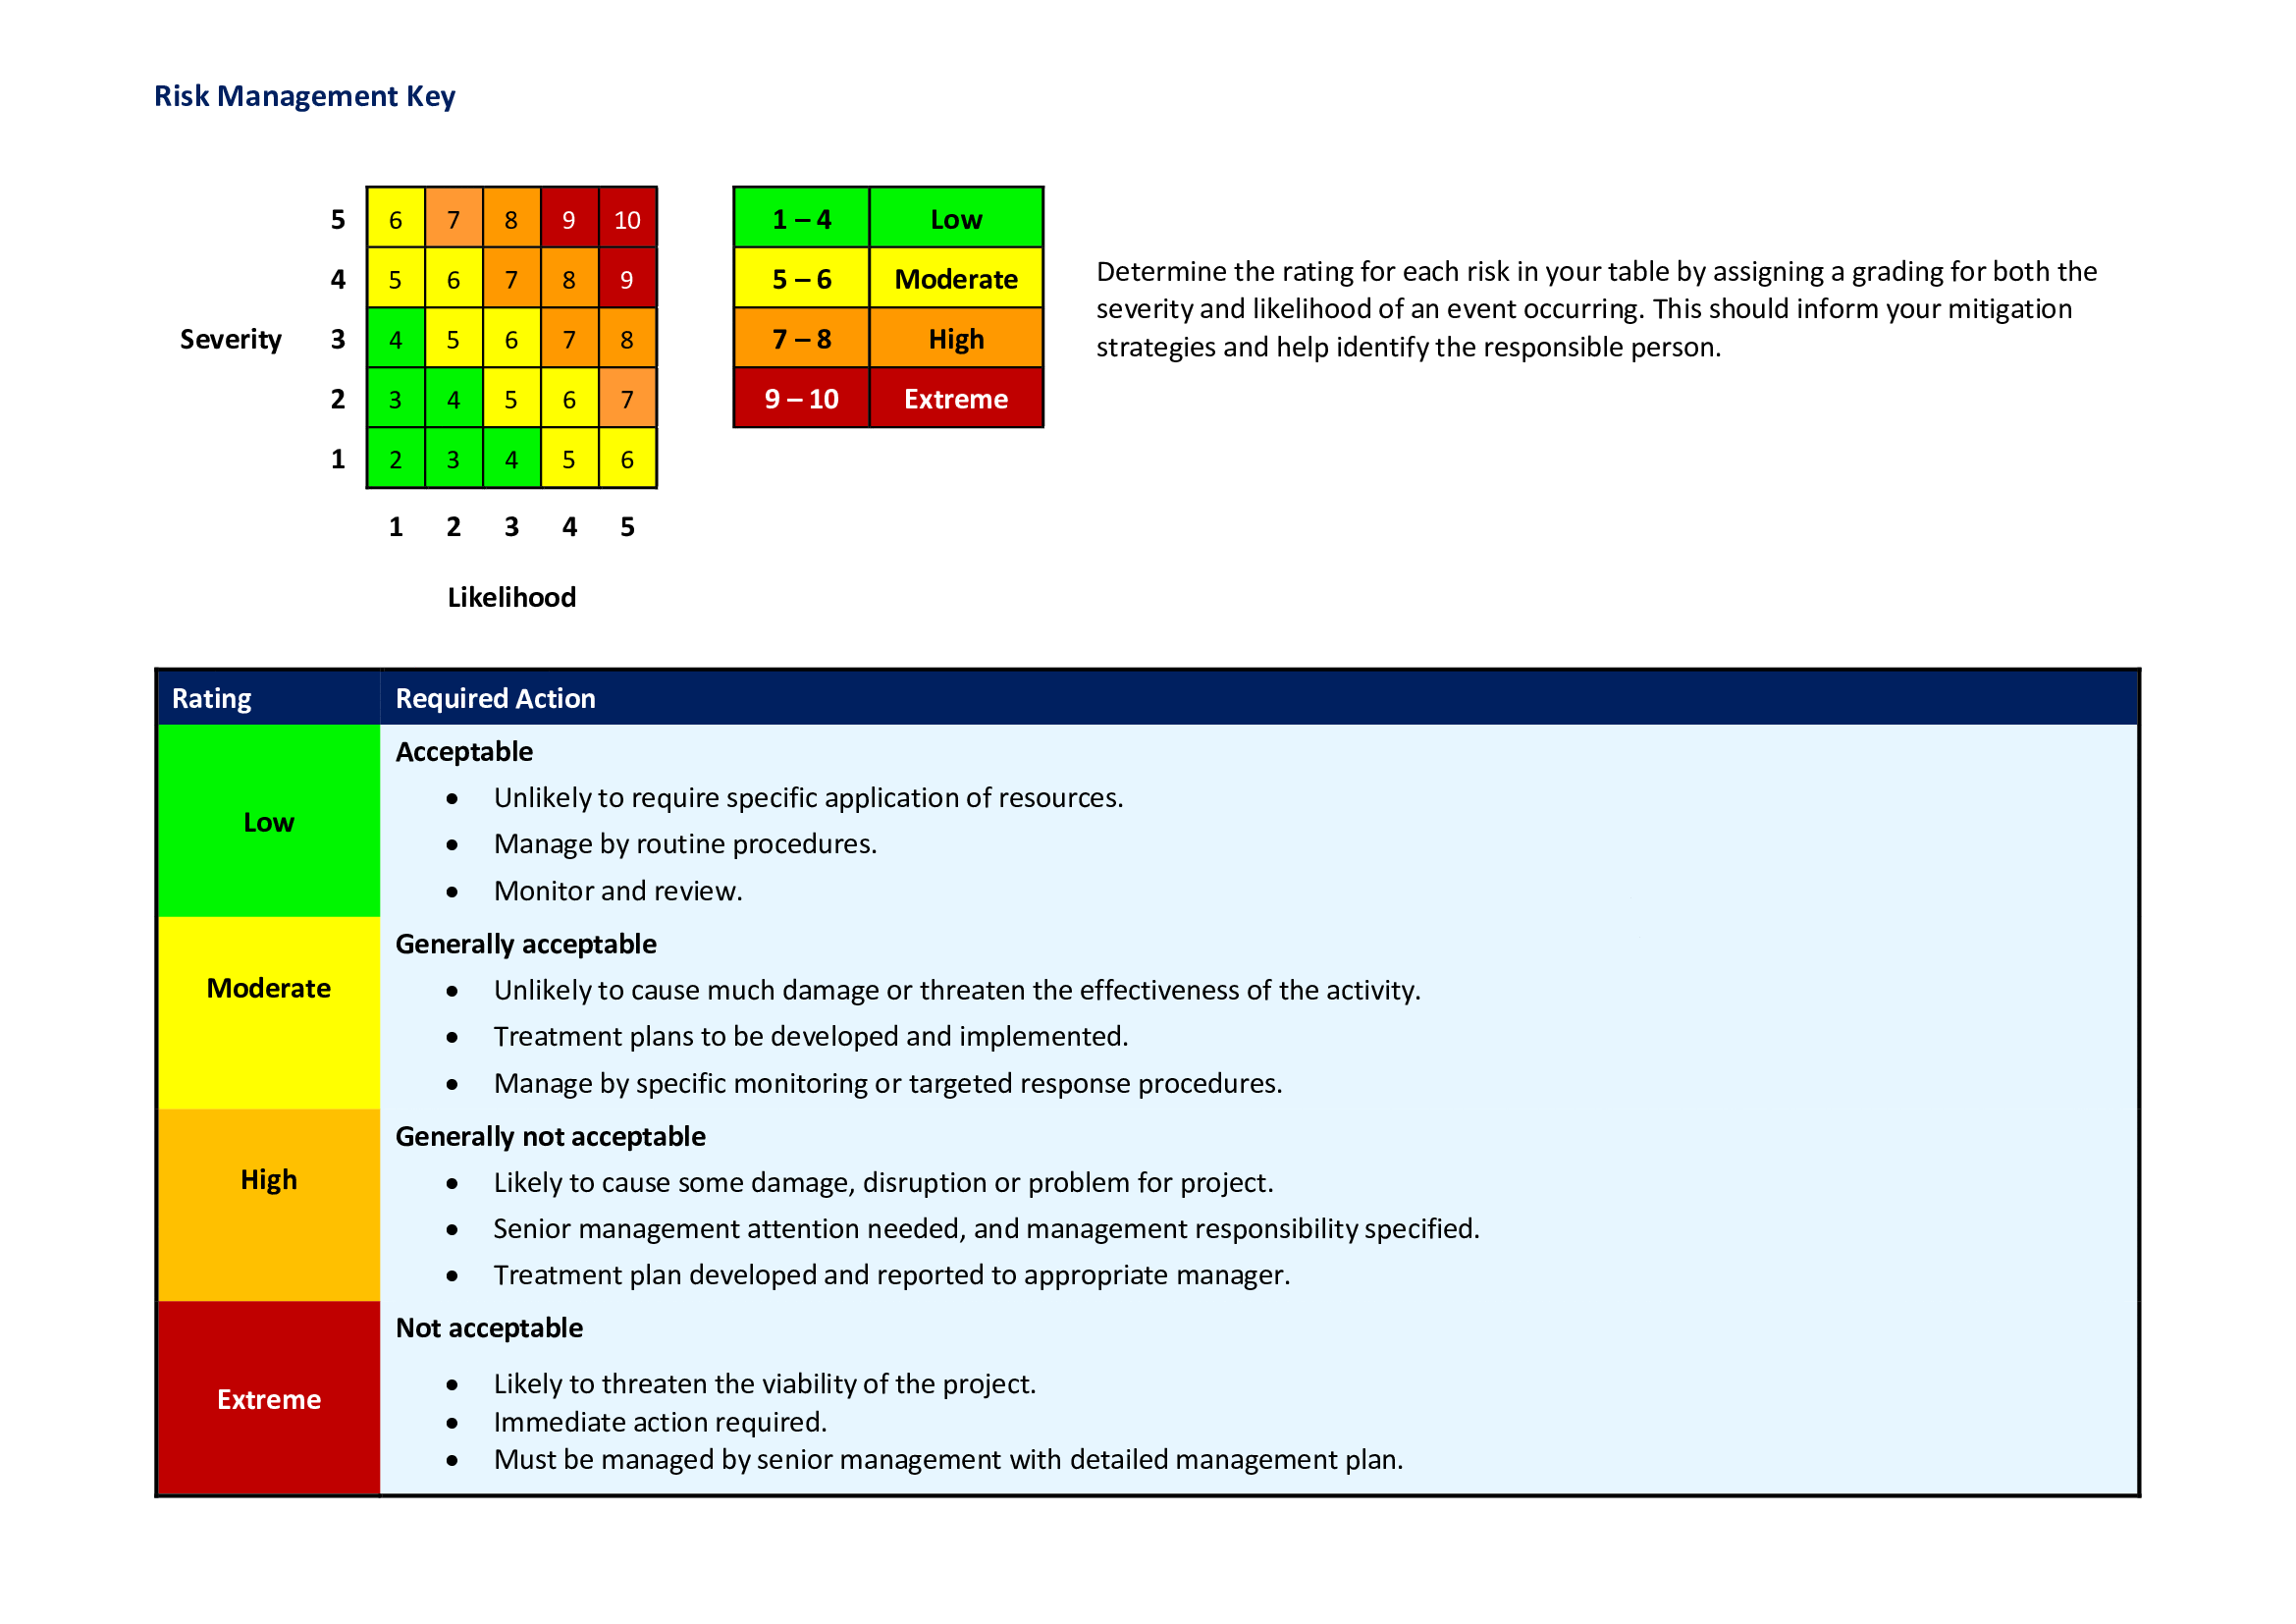 Risk Management Key
5 6 7 8 9 10
4 5 6 7 8 9
Severity 3 4 5 6 7 8
2 3 4 5 6 7
1 2 3 4 5 6
1 2 3 4 5
Likelihood
1 – 4 Low
5 – 6 Moderate
7 – 8 High
9 – 10 Extreme
Determine the rating for each risk in your table by assigning a grading for both the
severity and likelihood of an event occurring. This should inform your mitigation
strategies and help identify the responsible person.
Rating Required Action
Low
Acceptable
• Unlikely to require specific application of resources.
• Manage by routine procedures.
• Monitor and review.
Moderate
Generally acceptable
• Unlikely to cause much damage or threaten the effectiveness of the activity.
• Treatment plans to be developed and implemented.
• Manage by specific monitoring or targeted response procedures.
High
Generally not acceptable
• Likely to cause some damage, disruption or problem for project.
• Senior management attention needed, and management responsibility specified.
• Treatment plan developed and reported to appropriate manager.
Extreme
Not acceptable
• Likely to threaten the viability of the project.
• Immediate action required.
• Must be managed by senior management with detailed management plan.